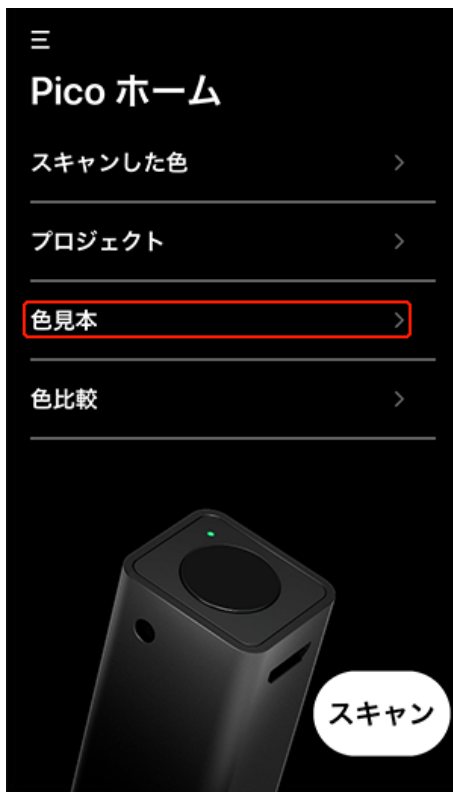 Pico ホーム
スキャンした色
プロジェクト
色見本
色比較
スキャン